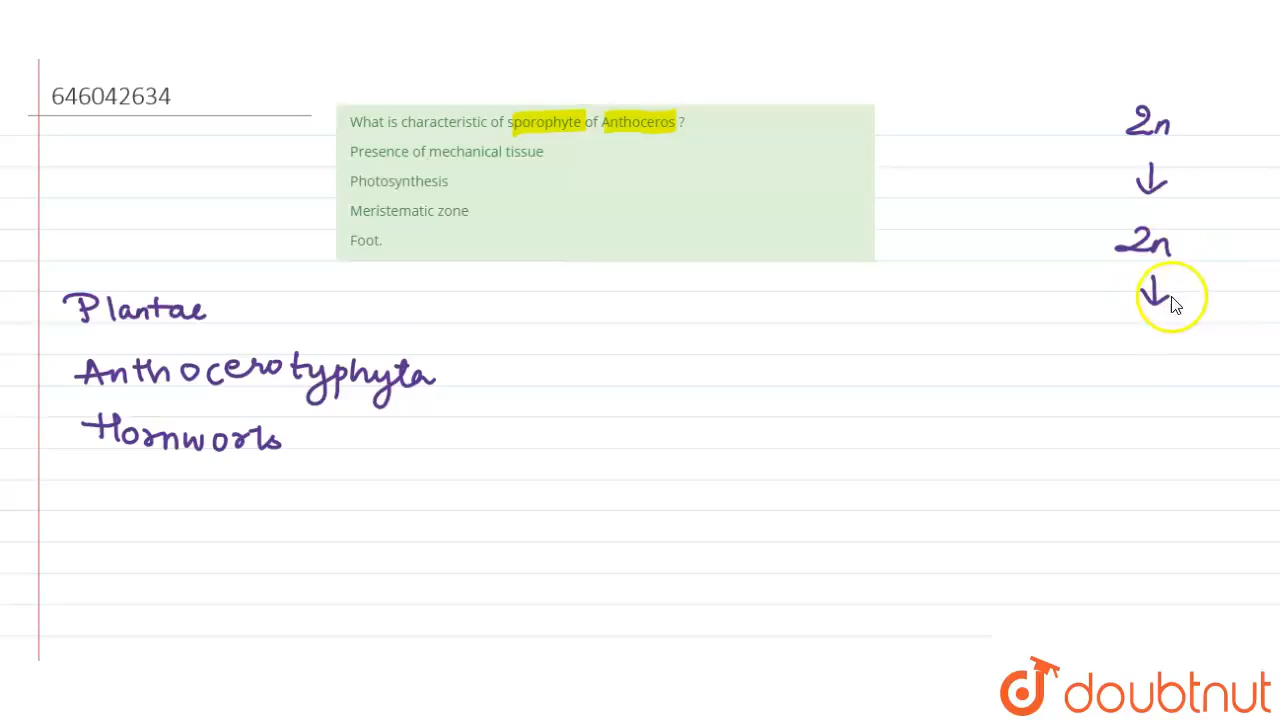 646042634
What is characteristic of sporophyte of Anthoceros ?
Presence of mechanical tissue
Photosynthesis
Meristematic zone
Foot.
2n
↓
2n
↓
Plantae
Anthocerotyphyta
Hornworts
doubtnut